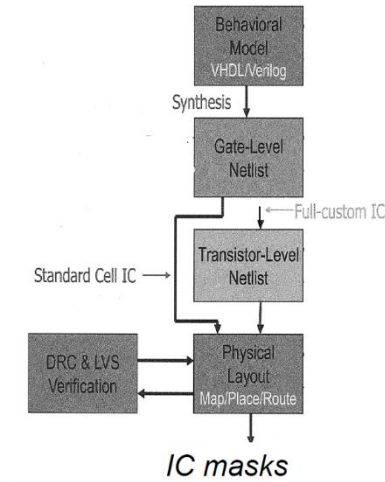 Behavioral
Model
VHDL/Verilog
Synthesis
Gate-Level
Netlist
Full-custom IC
Transistor-Level
Netlist
Standard Cell IC
DRC & LVS
Verification
Physical
Layout
Map/Place/Route
IC masks